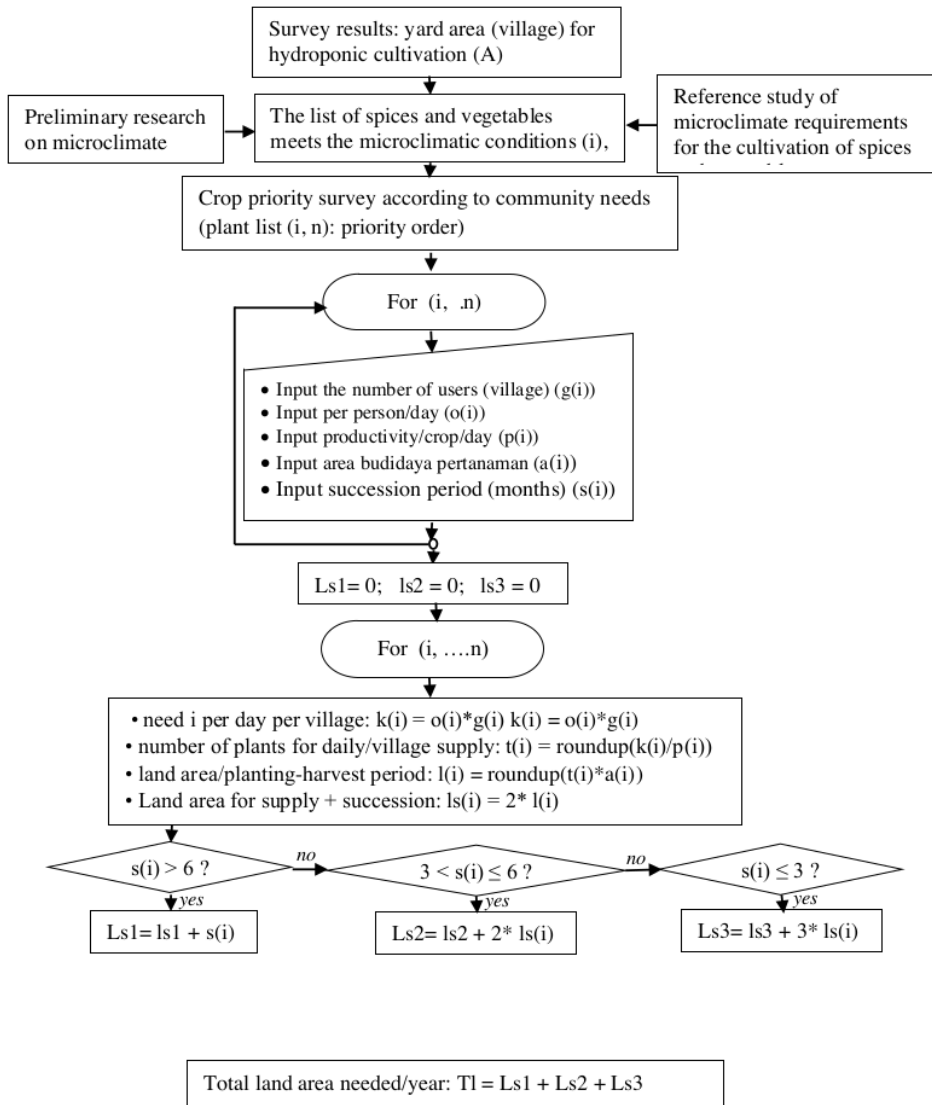 Survey results: yard area (village) for
hydroponic cultivation (A)
Preliminary research
on microclimate
The list of spices and vegetables
meets the microclimatic conditions (i),
Reference study of
microclimate requirements
for the cultivation of spices
Crop priority survey according to community needs
(plant list (i, n): priority order)
For (i, .n)
• Input the number of users (village) (g(i))
• Input per person/day (o(i))
• Input productivity/crop/day (p(i))
• Input area budidaya pertanaman (a(i))
• Input succession period (months) (s(i))
Ls1= 0; ls2 = 0; ls3 = 0
For (i, ….n)
• need i per day per village: k(i) = o(i)*g(i) k(i) = o(i)*g(i)
• number of plants for daily/village supply: t(i) = roundup(k(i)/p(i))
• land area/planting-harvest period: l(i) = roundup(t(i)*a(i))
• Land area for supply + succession: ls(i) = 2* l(i)
s(i) > 6 ?
no
3 < s(i) ≤ 6 ?
no
s(i) ≤ 3 ?
yes
yes
yes
Ls1= ls1 + s(i)
Ls2= ls2 + 2* ls(i)
Ls3= ls3 + 3* ls(i)
Total land area needed/year: Tl = Ls1 + Ls2 + Ls3